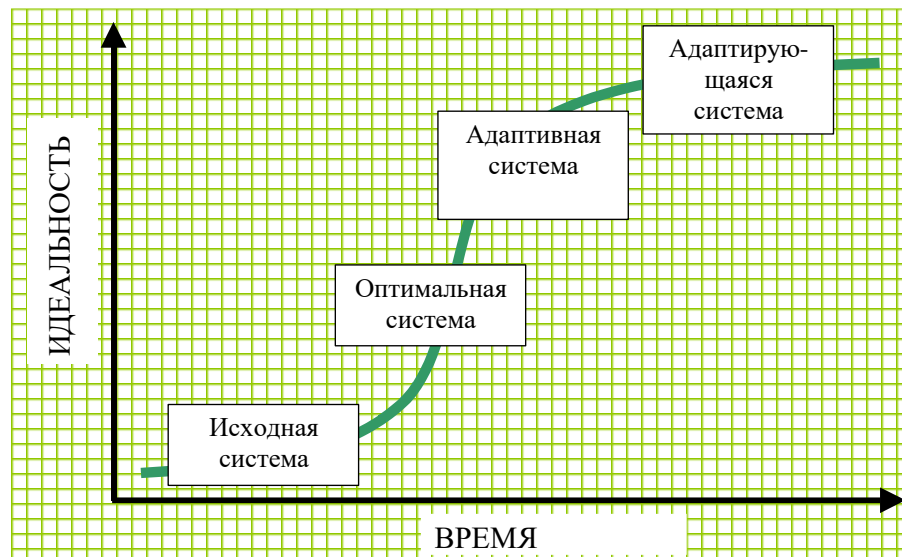 ИДЕАЛЬНОСТЬ
Адаптирую-
щаяся
система
Адаптивная
система
Оптимальная
система
Исходная
система
ВРЕМЯ